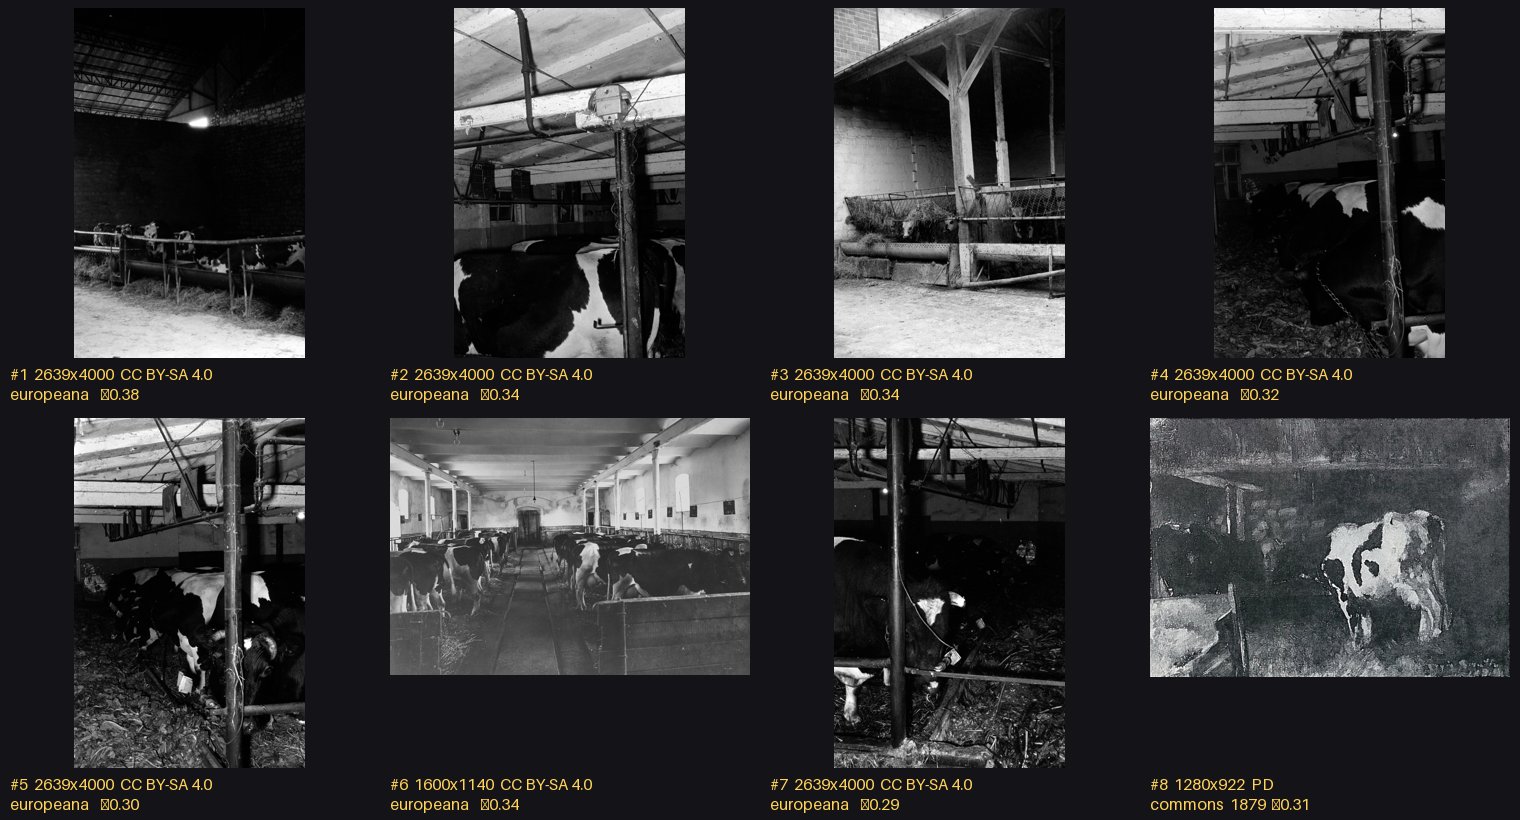 #1 2639x4000 CC BY-SA 4.0
europeana ▯0.38
#2 2639x4000 CC BY-SA 4.0
europeana ▯0.34
#3 2639x4000 CC BY-SA 4.0
europeana ▯0.34
#4 2639x4000 CC BY-SA 4.0
europeana ▯0.32
#5 2639x4000 CC BY-SA 4.0
europeana ▯0.30
#6 1600x1140 CC BY-SA 4.0
europeana ▯0.34
#7 2639x4000 CC BY-SA 4.0
europeana ▯0.29
#8 1280x922 PD
commons 1879 ▯0.31